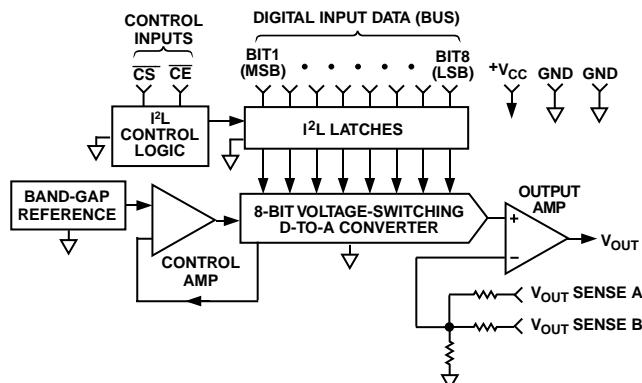 CONTROL
INPUTS
CS CE
DIGITAL INPUT DATA (BUS)
BIT1
(MSB)
BIT8
(LSB)
+VCC GND GND
I2L
CONTROL
LOGIC
I2L LATCHES
BAND-GAP
REFERENCE
CONTROL
AMP
8-BIT VOLTAGE-SWITCHING
D-TO-A CONVERTER
OUTPUT
AMP
+
–
VOUT
VOUT SENSE A
VOUT SENSE B